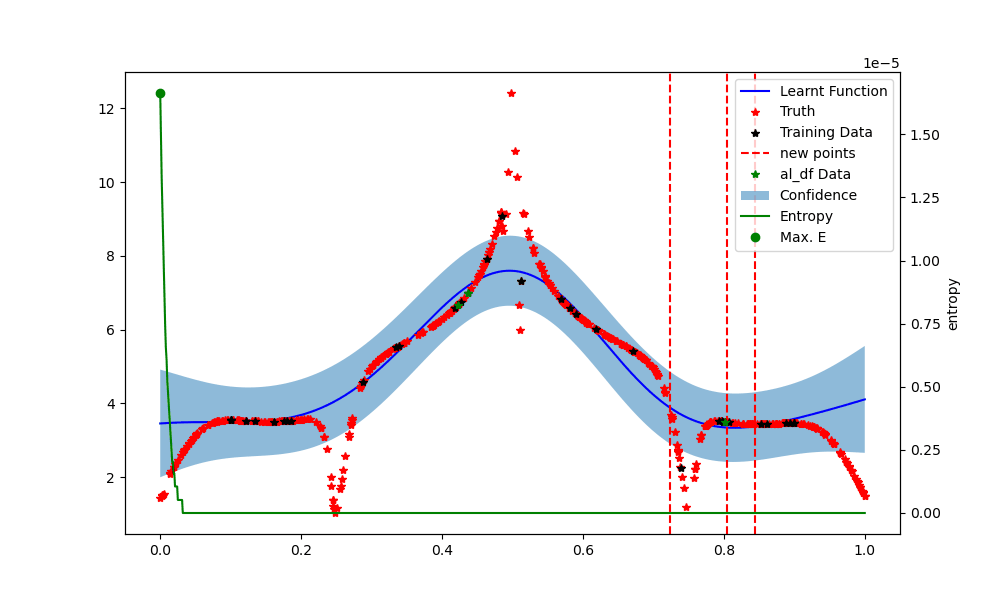 1e−5
12
10
8
6
4
2
0.0
0.2
0.4
0.6
0.8
1.0
1.50
1.25
1.00
0.75
0.50
0.25
0.00
entropy
Learnt Function
Truth
Training Data
new points
al_df Data
Confidence
Entropy
Max. E